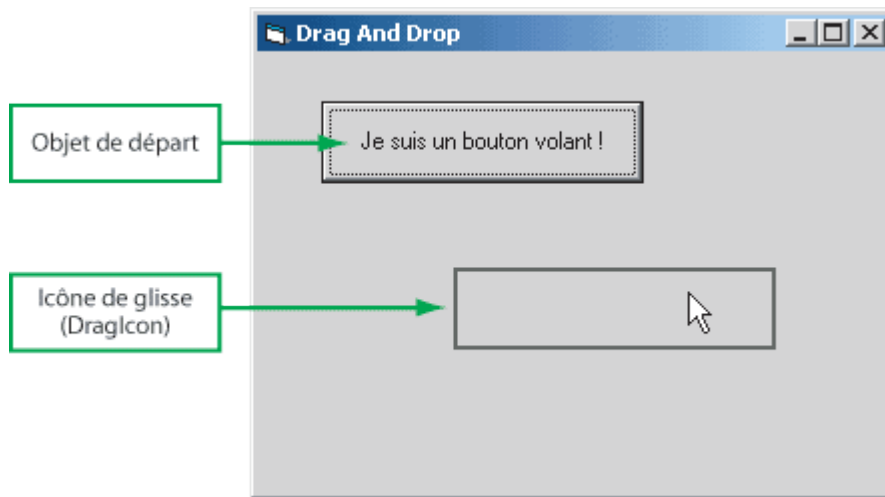 Drag And Drop
Objet de départ
Je suis un bouton volant !
Icône de glisse
(DragIcon)